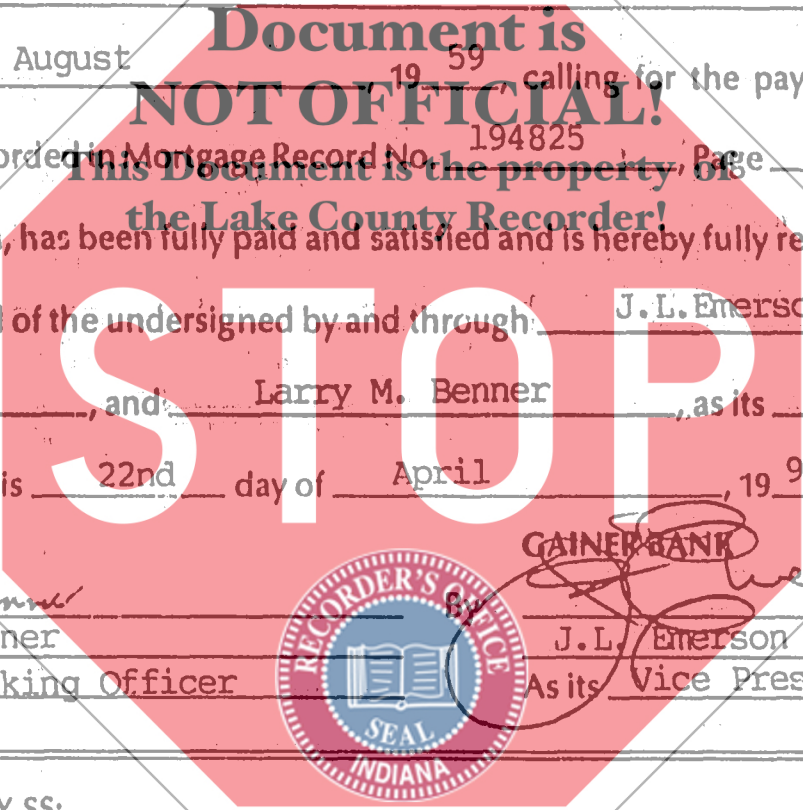 Document is
August , 19 59 , calling for the pay
NOT OFFICIAL!
orded in Mortgage Record No. 194825 , Page
This Document is the property of
the Lake County Recorder!
, has been fully paid and satisfied and is hereby fully re
of the undersigned by and through J.L.Emerso
STOP
, and Larry M. Benner , as its
is 22nd day of April , 19 9
GAINER BANK
By
ner J.L. Emerson
king Officer As its Vice Pres
RECORDER'S OFFICE
SEAL
INDIANA
SS: